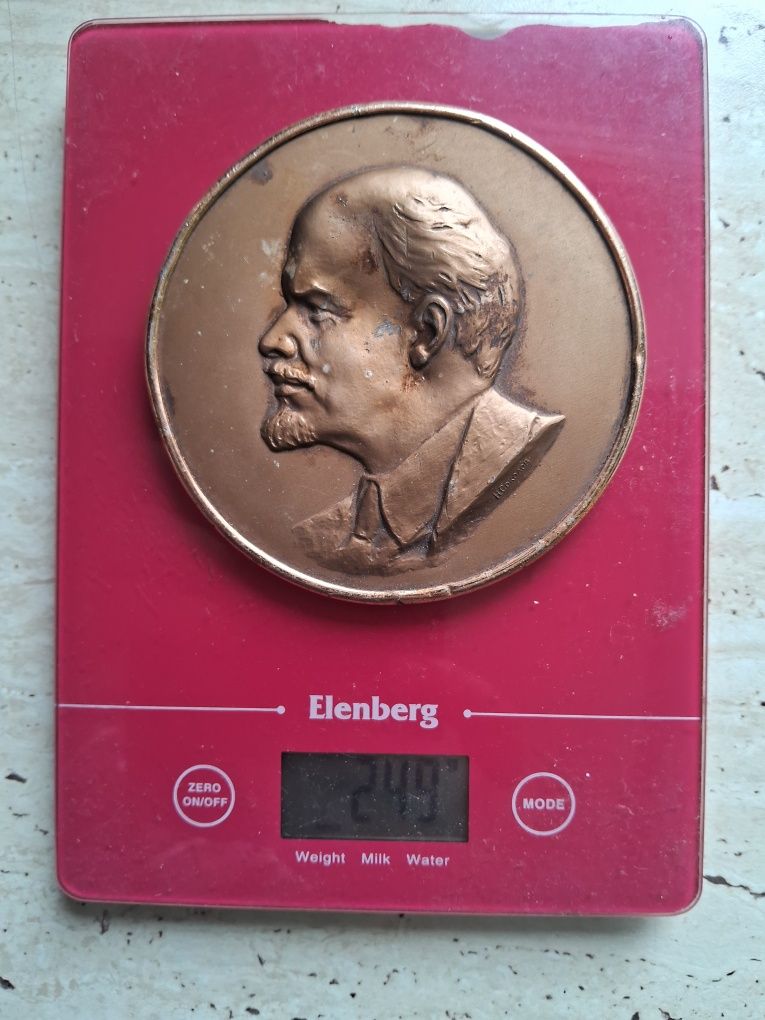 Elenberg
ZERO
ON/OFF
249
MODE
Weight Milk Water